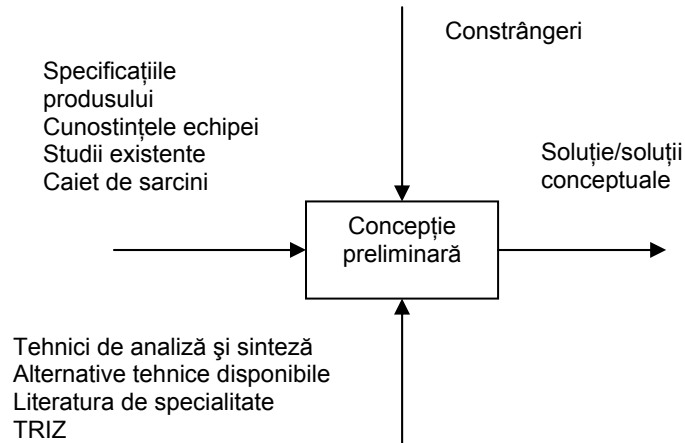 Constrângeri
Specificațiile
produsului
Cunostințele echipei
Studii existente
Caiet de sarcini
Soluție/soluții
conceptuale
Concepție
preliminară
Tehnici de analiză şi sinteză
Alternative tehnice disponibile
Literatura de specialitate
TRIZ